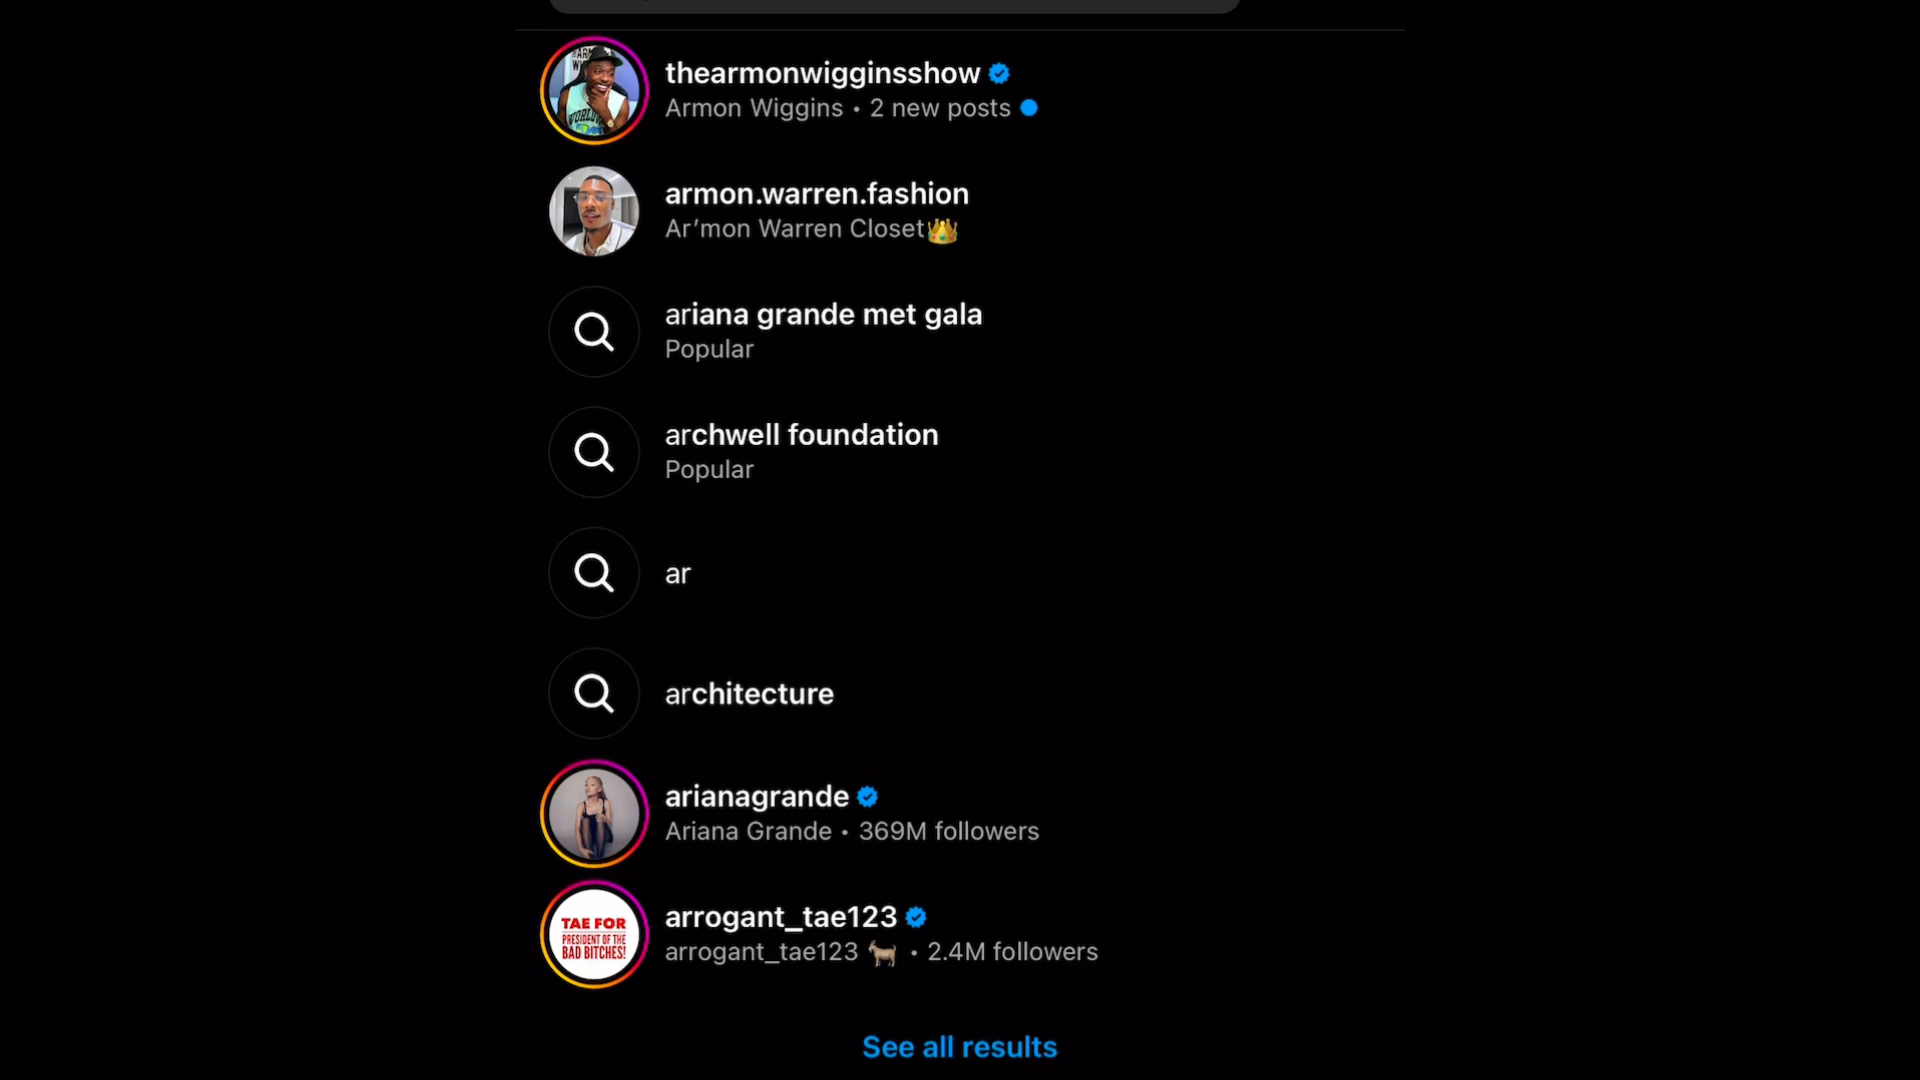 thearmonwigginsshow
Armon Wiggins • 2 new posts
armon.warren.fashion
Ar’mon Warren Closet👑
ariana grande met gala
Popular
archwell foundation
Popular
ar
architecture
arianagrande
Ariana Grande • 369M followers
TAE FOR
PRESIDENT OF THE
BAD BITCHES!
arrogant_tae123
arrogant_tae123 🐐 • 2.4M followers
See all results